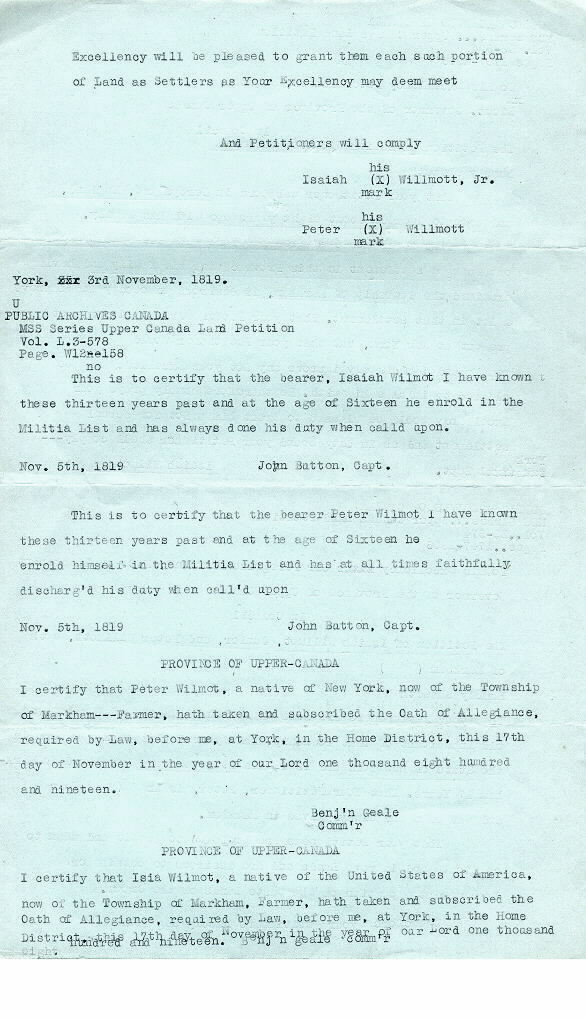 Excellency will be pleased to grant them each such portion
of Land as Settlers as Your Excellency may deem meet
And Petitioners will comply
his
Isaiah (X) Willmott, Jr.
mark
his
Peter (X) Willmott
mark
York, 3rd November, 1819.
U
PUBLIC ARCHIVES CANADA
MSS Series Upper Canada Land Petition
Vol. L.3-578
Page. W12 158
no
This is to certify that the bearer, Isaiah Wilmot I have known
these thirteen years past and at the age of Sixteen he enrold in the
Militia List and has always done his duty when calld upon.
Nov. 5th, 1819 John Button, Capt.
This is to certify that the bearer Peter Wilmot I have known
these thirteen years past and at the age of Sixteen he
enrold himself in the Militia List and has at all times faithfully
discharg'd his duty when call'd upon
Nov. 5th, 1819 John Button, Capt.
PROVINCE OF UPPER-CANADA
I certify that Peter Wilmot, a native of New York, now of the Township
of Markham---Farmer, hath taken and subscribed the Oath of Allegiance,
required by Law, before me, at York, in the Home District, this 17th
day of November in the year of our Lord one thousand eight hundred
and nineteen.
Benj'n Geale
Comm'r
PROVINCE OF UPPER-CANADA
I certify that Isia Wilmot, a native of the United States of America,
now of the Township of Markham, Farmer, hath taken and subscribed the
Oath of Allegiance, required by Law, before me, at York, in the Home
District, this 17th day of November in the year of our Lord one thousand
eight
hundred and nineteen. Benj'n geale comm'r